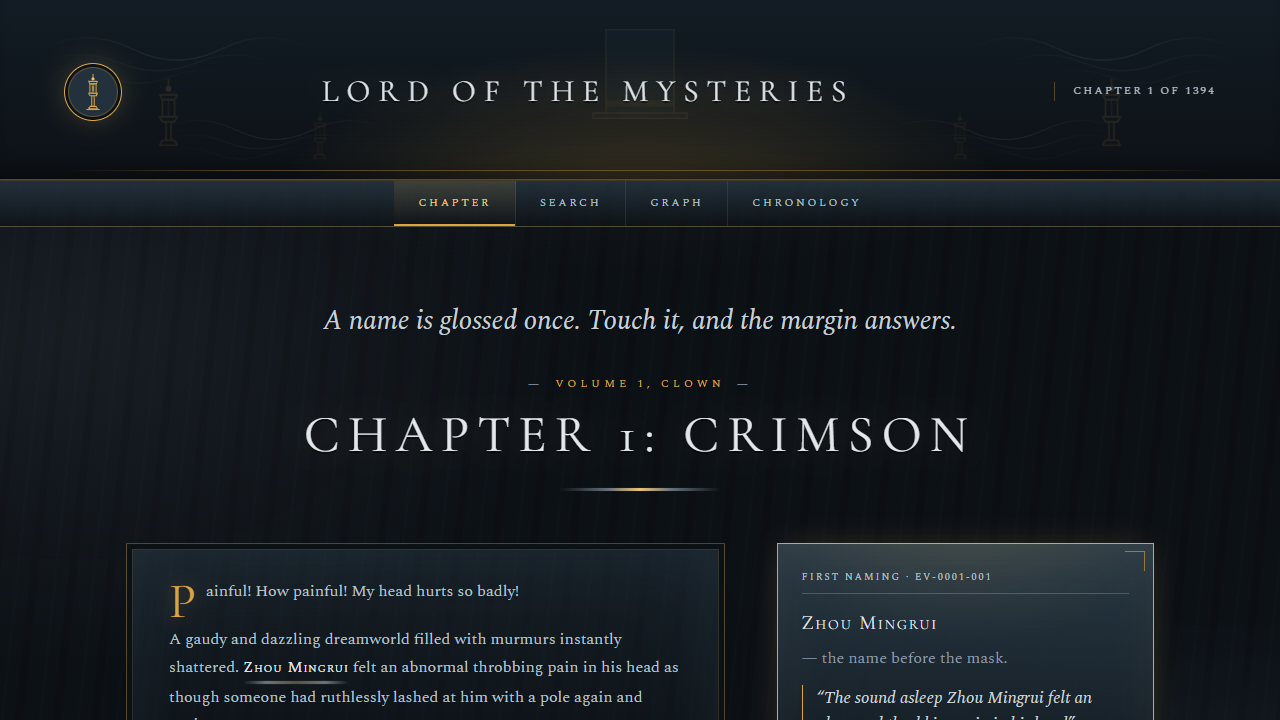 LORD OF THE MYSTERIES
CHAPTER 1 OF 1394
CHAPTER
SEARCH
GRAPH
CHRONOLOGY
A name is glossed once. Touch it, and the margin answers.
— VOLUME 1, CLOWN —
CHAPTER 1: CRIMSON
Painful! How painful! My head hurts so badly!
A gaudy and dazzling dreamworld filled with murmurs instantly
shattered. Zhou Mingrui felt an abnormal throbbing pain in his head as
though someone had ruthlessly lashed at him with a pole again and
FIRST NAMING · EV-0001-001
Zhou Mingrui
— the name before the mask.
“The sound asleep Zhou Mingrui felt an